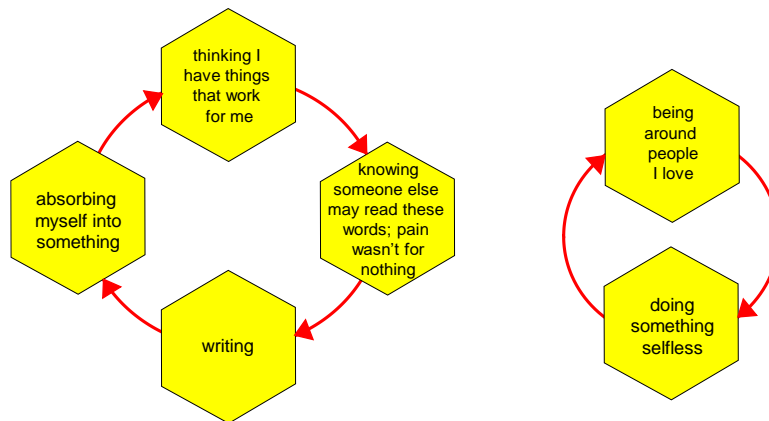 thinking I
have things
that work
for me
knowing
someone else
may read these
words; pain
wasn't for
nothing
writing
absorbing
myself into
something
being
around
people
I love
doing
something
selfless